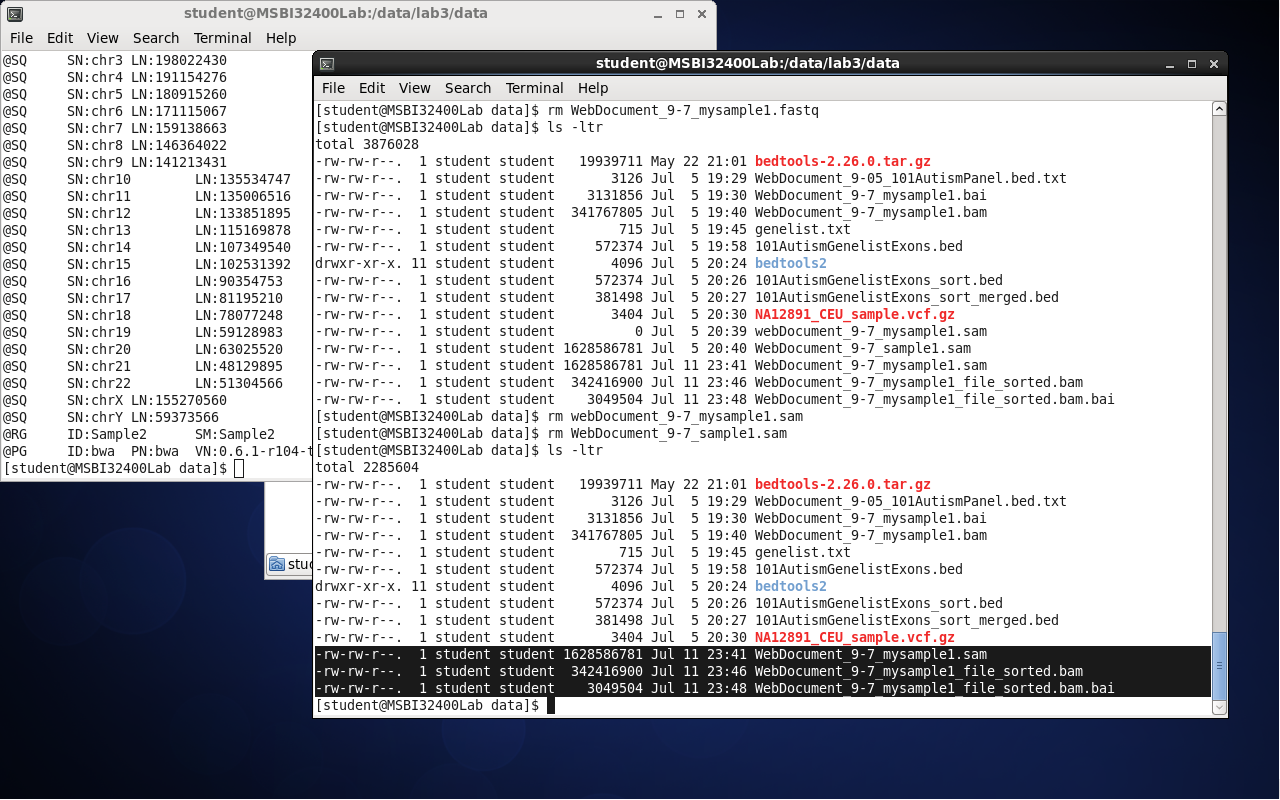 student@MSBI32400Lab:/data/lab3/data
File Edit View Search Terminal Help
@SQ SN:chr3 LN:198022430
@SQ SN:chr4 LN:191154276
@SQ SN:chr5 LN:180915260
@SQ SN:chr6 LN:171115067
@SQ SN:chr7 LN:159138663
@SQ SN:chr8 LN:146364022
@SQ SN:chr9 LN:141213431
@SQ SN:chr10 LN:135534747
@SQ SN:chr11 LN:135006516
@SQ SN:chr12 LN:133851895
@SQ SN:chr13 LN:115169878
@SQ SN:chr14 LN:107349540
@SQ SN:chr15 LN:102531392
@SQ SN:chr16 LN:90354753
@SQ SN:chr17 LN:81195210
@SQ SN:chr18 LN:78077248
@SQ SN:chr19 LN:59128983
@SQ SN:chr20 LN:63025520
@SQ SN:chr21 LN:48129895
@SQ SN:chr22 LN:51304566
@SQ SN:chrX LN:155270560
@SQ SN:chrY LN:59373566
@RG ID:Sample2 SM:Sample2
@PG ID:bwa PN:bwa VN:0.6.1-r104-t
[student@MSBI32400Lab data]$
stud
student@MSBI32400Lab:/data/lab3/data
File Edit View Search Terminal Help
[student@MSBI32400Lab data]$ rm WebDocument_9-7_mysample1.fastq
[student@MSBI32400Lab data]$ ls -ltr
total 3876028
-rw-rw-r--. 1 student student 19939711 May 22 21:01 bedtools-2.26.0.tar.gz
-rw-rw-r--. 1 student student 3126 Jul 5 19:29 WebDocument_9-05_101AutismPanel.bed.txt
-rw-rw-r--. 1 student student 3131856 Jul 5 19:30 WebDocument_9-7_mysample1.bai
-rw-rw-r--. 1 student student 341767805 Jul 5 19:40 WebDocument_9-7_mysample1.bam
-rw-rw-r--. 1 student student 715 Jul 5 19:45 genelist.txt
-rw-rw-r--. 1 student student 572374 Jul 5 19:58 101AutismGenelistExons.bed
drwxr-xr-x. 11 student student 4096 Jul 5 20:24 bedtools2
-rw-rw-r--. 1 student student 572374 Jul 5 20:26 101AutismGenelistExons_sort.bed
-rw-rw-r--. 1 student student 381498 Jul 5 20:27 101AutismGenelistExons_sort_merged.bed
-rw-rw-r--. 1 student student 3404 Jul 5 20:30 NA12891_CEU_sample.vcf.gz
-rw-rw-r--. 1 student student 0 Jul 5 20:39 webDocument_9-7_mysample1.sam
-rw-rw-r--. 1 student student 1628586781 Jul 5 20:40 WebDocument_9-7_sample1.sam
-rw-rw-r--. 1 student student 1628586781 Jul 11 23:41 WebDocument_9-7_mysample1.sam
-rw-rw-r--. 1 student student 342416900 Jul 11 23:46 WebDocument_9-7_mysample1_file_sorted.bam
-rw-rw-r--. 1 student student 3049504 Jul 11 23:48 WebDocument_9-7_mysample1_file_sorted.bam.bai
[student@MSBI32400Lab data]$ rm webDocument_9-7_mysample1.sam
[student@MSBI32400Lab data]$ rm WebDocument_9-7_sample1.sam
[student@MSBI32400Lab data]$ ls -ltr
total 2285604
-rw-rw-r--. 1 student student 19939711 May 22 21:01 bedtools-2.26.0.tar.gz
-rw-rw-r--. 1 student student 3126 Jul 5 19:29 WebDocument_9-05_101AutismPanel.bed.txt
-rw-rw-r--. 1 student student 3131856 Jul 5 19:30 WebDocument_9-7_mysample1.bai
-rw-rw-r--. 1 student student 341767805 Jul 5 19:40 WebDocument_9-7_mysample1.bam
-rw-rw-r--. 1 student student 715 Jul 5 19:45 genelist.txt
-rw-rw-r--. 1 student student 572374 Jul 5 19:58 101AutismGenelistExons.bed
drwxr-xr-x. 11 student student 4096 Jul 5 20:24 bedtools2
-rw-rw-r--. 1 student student 572374 Jul 5 20:26 101AutismGenelistExons_sort.bed
-rw-rw-r--. 1 student student 381498 Jul 5 20:27 101AutismGenelistExons_sort_merged.bed
-rw-rw-r--. 1 student student 3404 Jul 5 20:30 NA12891_CEU_sample.vcf.gz
-rw-rw-r--. 1 student student 1628586781 Jul 11 23:41 WebDocument_9-7_mysample1.sam
-rw-rw-r--. 1 student student 342416900 Jul 11 23:46 WebDocument_9-7_mysample1_file_sorted.bam
-rw-rw-r--. 1 student student 3049504 Jul 11 23:48 WebDocument_9-7_mysample1_file_sorted.bam.bai
[student@MSBI32400Lab data]$